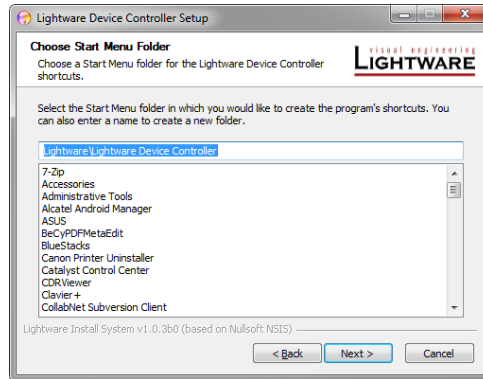 Lightware Device Controller Setup
Choose Start Menu Folder
Choose a Start Menu folder for the Lightware Device Controller
shortcuts.
visual engineering
LIGHTWARE
Select the Start Menu folder in which you would like to create the program's shortcuts. You
can also enter a name to create a new folder.
Lightware\Lightware Device Controller
7-Zip
Accessories
Administrative Tools
Alcatel Android Manager
ASUS
BeCyPDFMetaEdit
BlueStacks
Canon Printer Uninstaller
Catalyst Control Center
CDRViewer
Clavier+
CollabNet Subversion Client
Lightware Install System v1.0.3b0 (based on Nullsoft NSIS)
< Back
Next >
Cancel